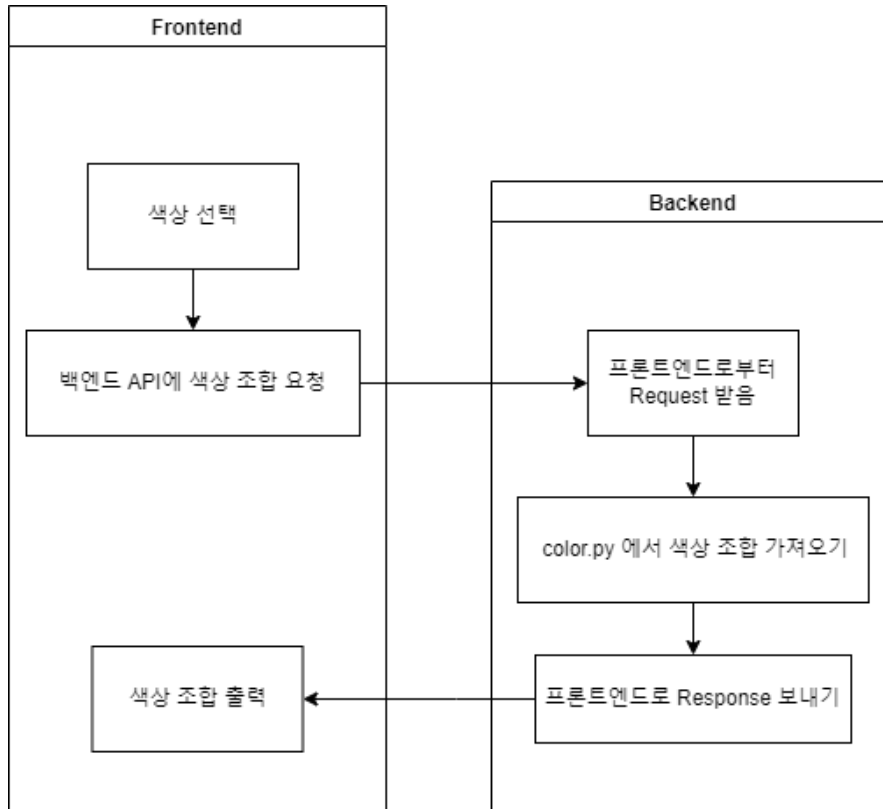 Frontend
색상 선택
백엔드 API에 색상 조합 요청
색상 조합 출력
Backend
프론트엔드로부터
Request 받음
color.py 에서 색상 조합 가져오기
프론트엔드로 Response 보내기